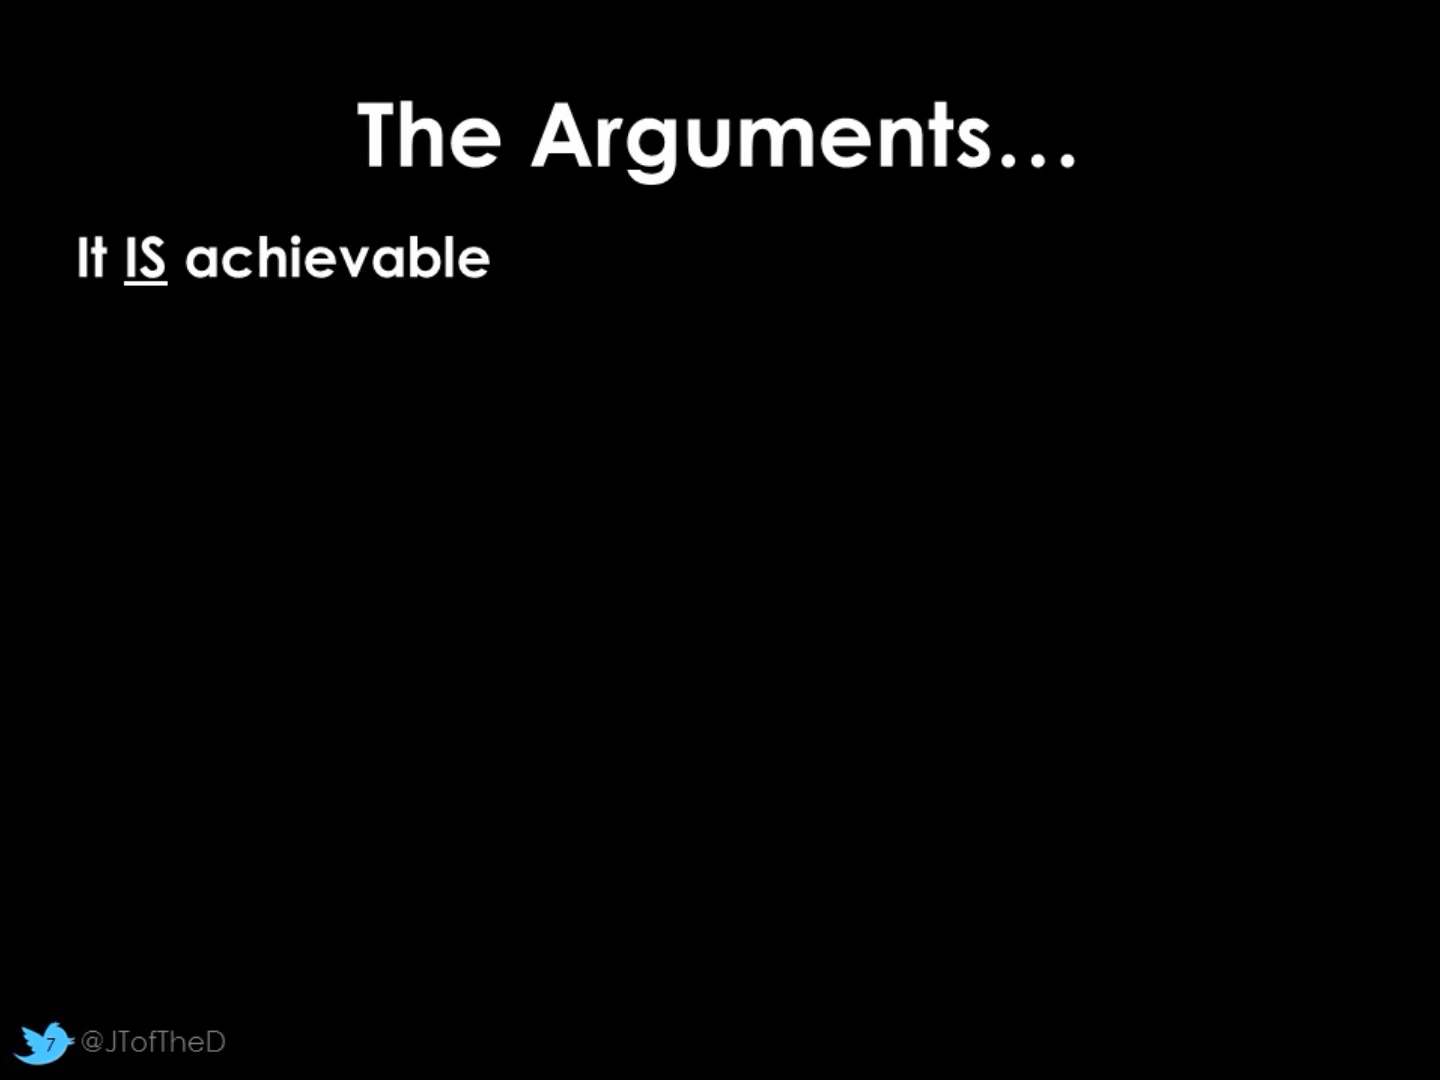 The Arguments…
It IS achievable
7 @JTofTheD